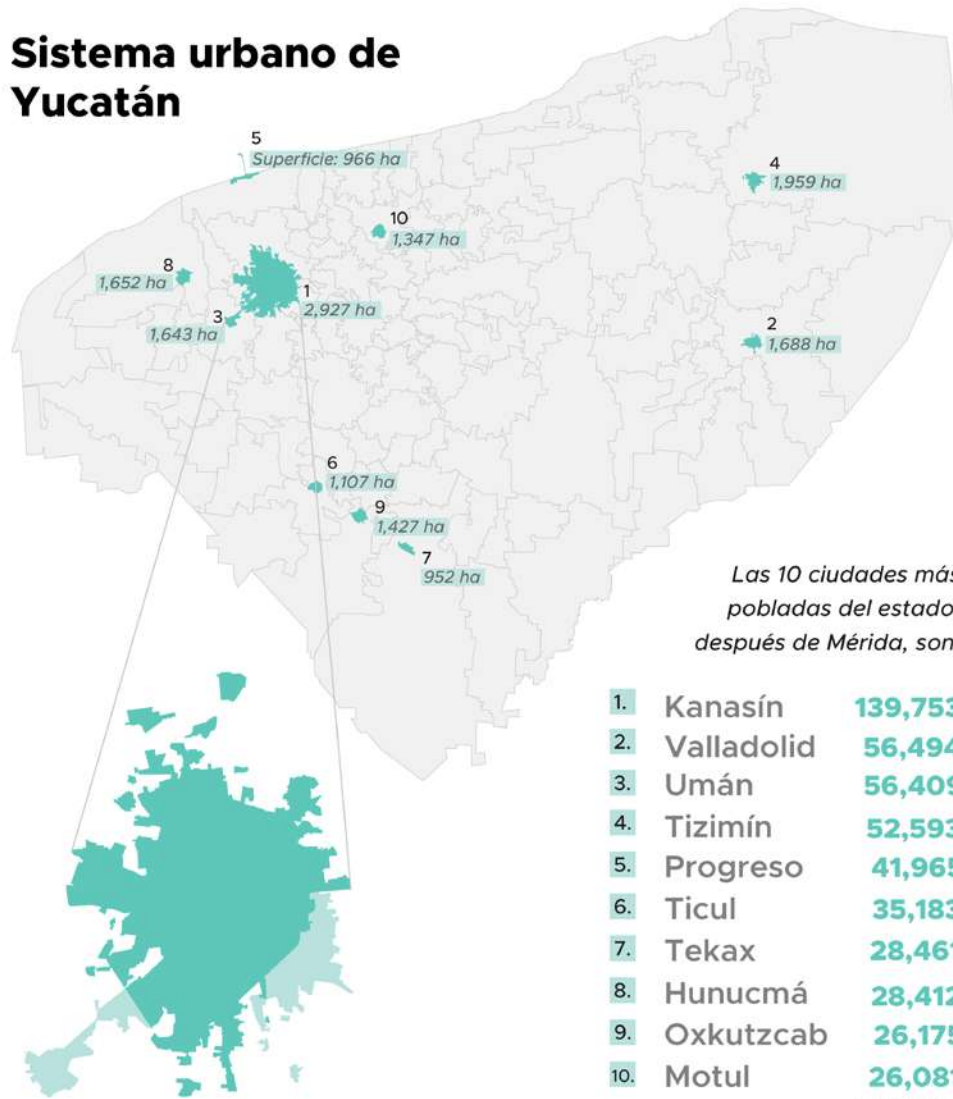 Sistema urbano de
Yucatán
5
Superficie: 966 ha
4
1,959 ha
10
1,347 ha
8
1,652 ha
1
2,927 ha
3
1,643 ha
2
1,688 ha
6
1,107 ha
9
1,427 ha
7
952 ha
Las 10 ciudades más
pobladas del estado
después de Mérida, son
1. Kanasín 139,753
2. Valladolid 56,494
3. Umán 56,409
4. Tizimín 52,593
5. Progreso 41,965
6. Ticul 35,183
7. Tekax 28,461
8. Hunucmá 28,412
9. Oxkutzcab 26,175
10. Motul 26,081